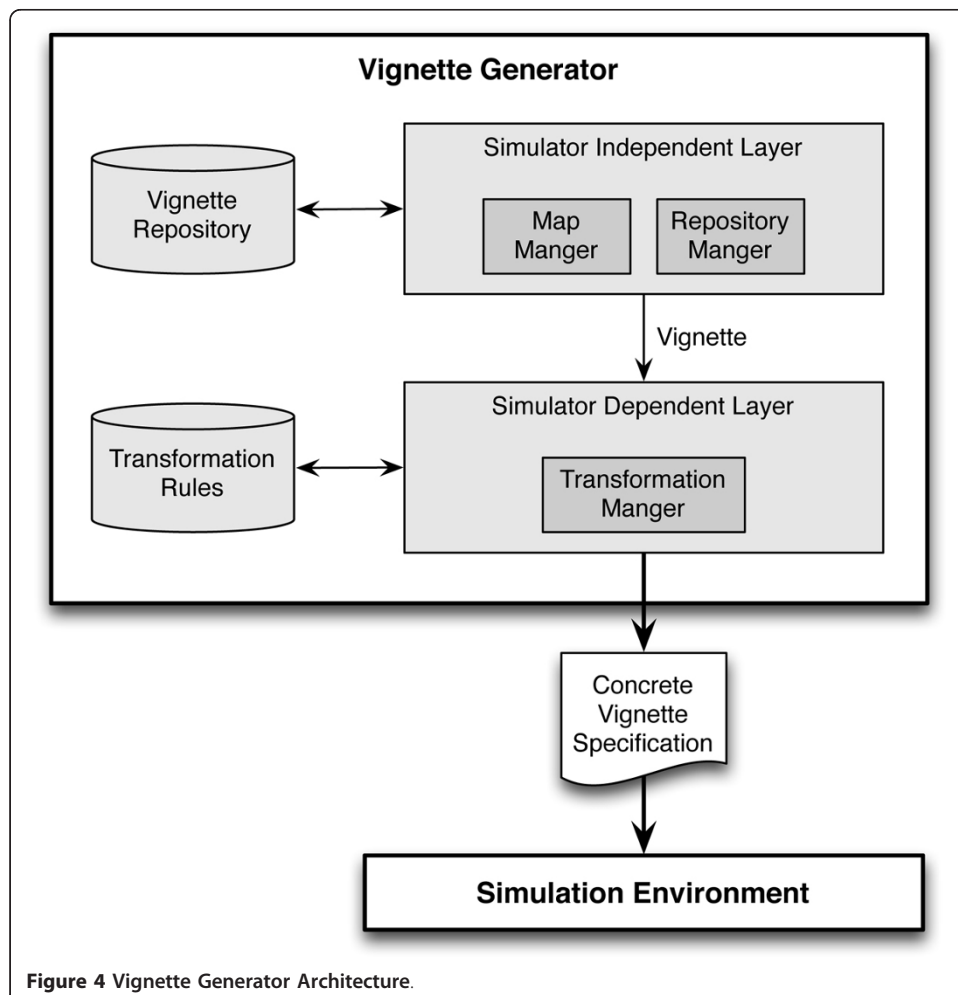 Vignette Generator
Simulator Independent Layer
Vignette
Repository
Map
Manger
Repository
Manger
Vignette
Simulator Dependent Layer
Transformation
Rules
Transformation
Manger
Concrete
Vignette
Specification
Simulation Environment
Figure 4 Vignette Generator Architecture.